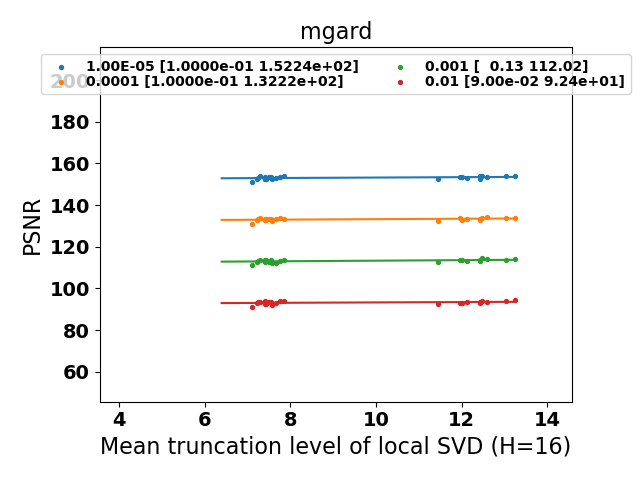 mgard
1.00E-05 [1.0000e-01 1.5224e+02]
0.0001 [1.0000e-01 1.3222e+02]
0.001 [  0.13 112.02]
0.01 [9.00e-02 9.24e+01]
PSNR
200
180
160
140
120
100
80
60
4 6 8 10 12 14
Mean truncation level of local SVD (H=16)